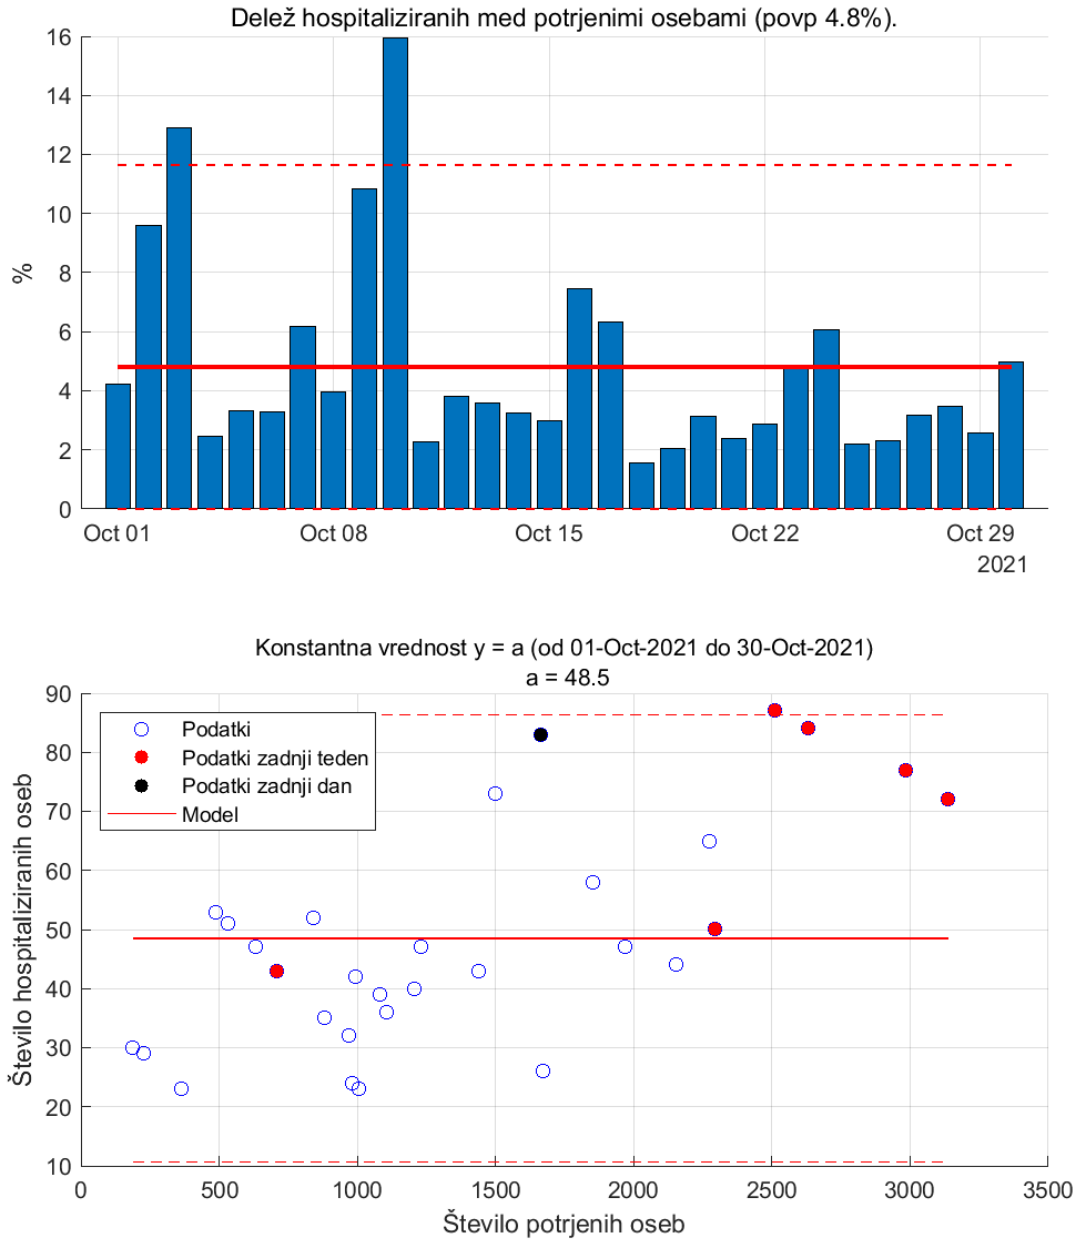 Delež hospitaliziranih med potrjenimi osebami (povp 4.8%).
16
14
12
10
8
6
4
2
0
%
Oct 01 Oct 08 Oct 15 Oct 22 Oct 29
2021
Konstantna vrednost y = a (od 01-Oct-2021 do 30-Oct-2021)
a = 48.5
90
80
70
60
50
40
30
20
10
Število hospitaliziranih oseb
Podatki
Podatki zadnji teden
Podatki zadnji dan
Model
0 500 1000 1500 2000 2500 3000 3500
Število potrjenih oseb